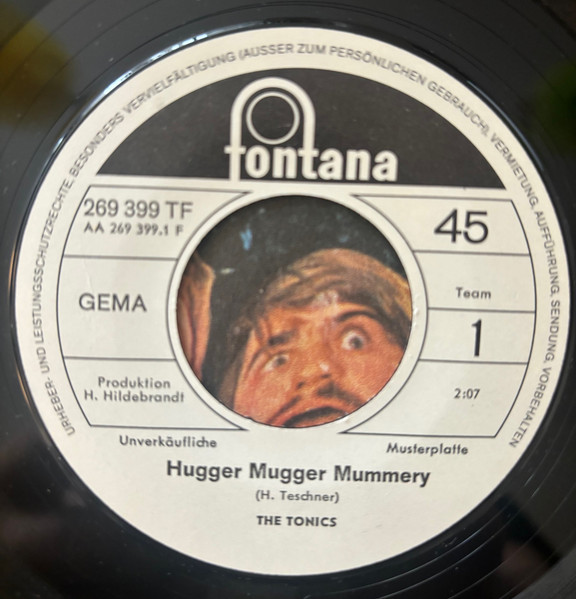 URHEBER- UND LEISTUNGSSCHUTZRECHTE, BESONDERS VERVIELFÄLTIGUNG (AUSSER ZUM PERSÖNLICHEN GEBRAUCH), VERMIETUNG, AUFFÜHRUNG, SENDUNG, VORBEHALTEN
fontana
269 399 TF
AA 269 399.1 F
45
GEMA
Team
1
Produktion
H. Hildebrandt
2:07
Unverkäufliche
Musterplatte
Hugger Mugger Mummery
(H. Teschner)
THE TONICS